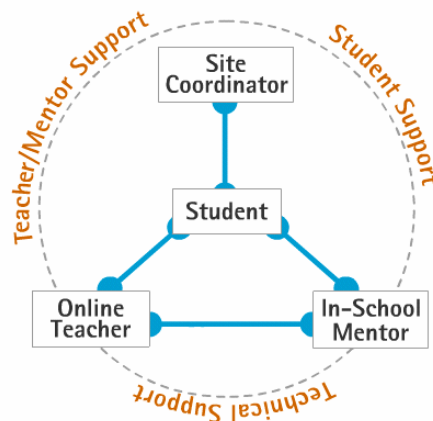 Teacher/Mentor Support
Student Support
Site
Coordinator
Student
Online
Teacher
In-School
Mentor
Technical Support